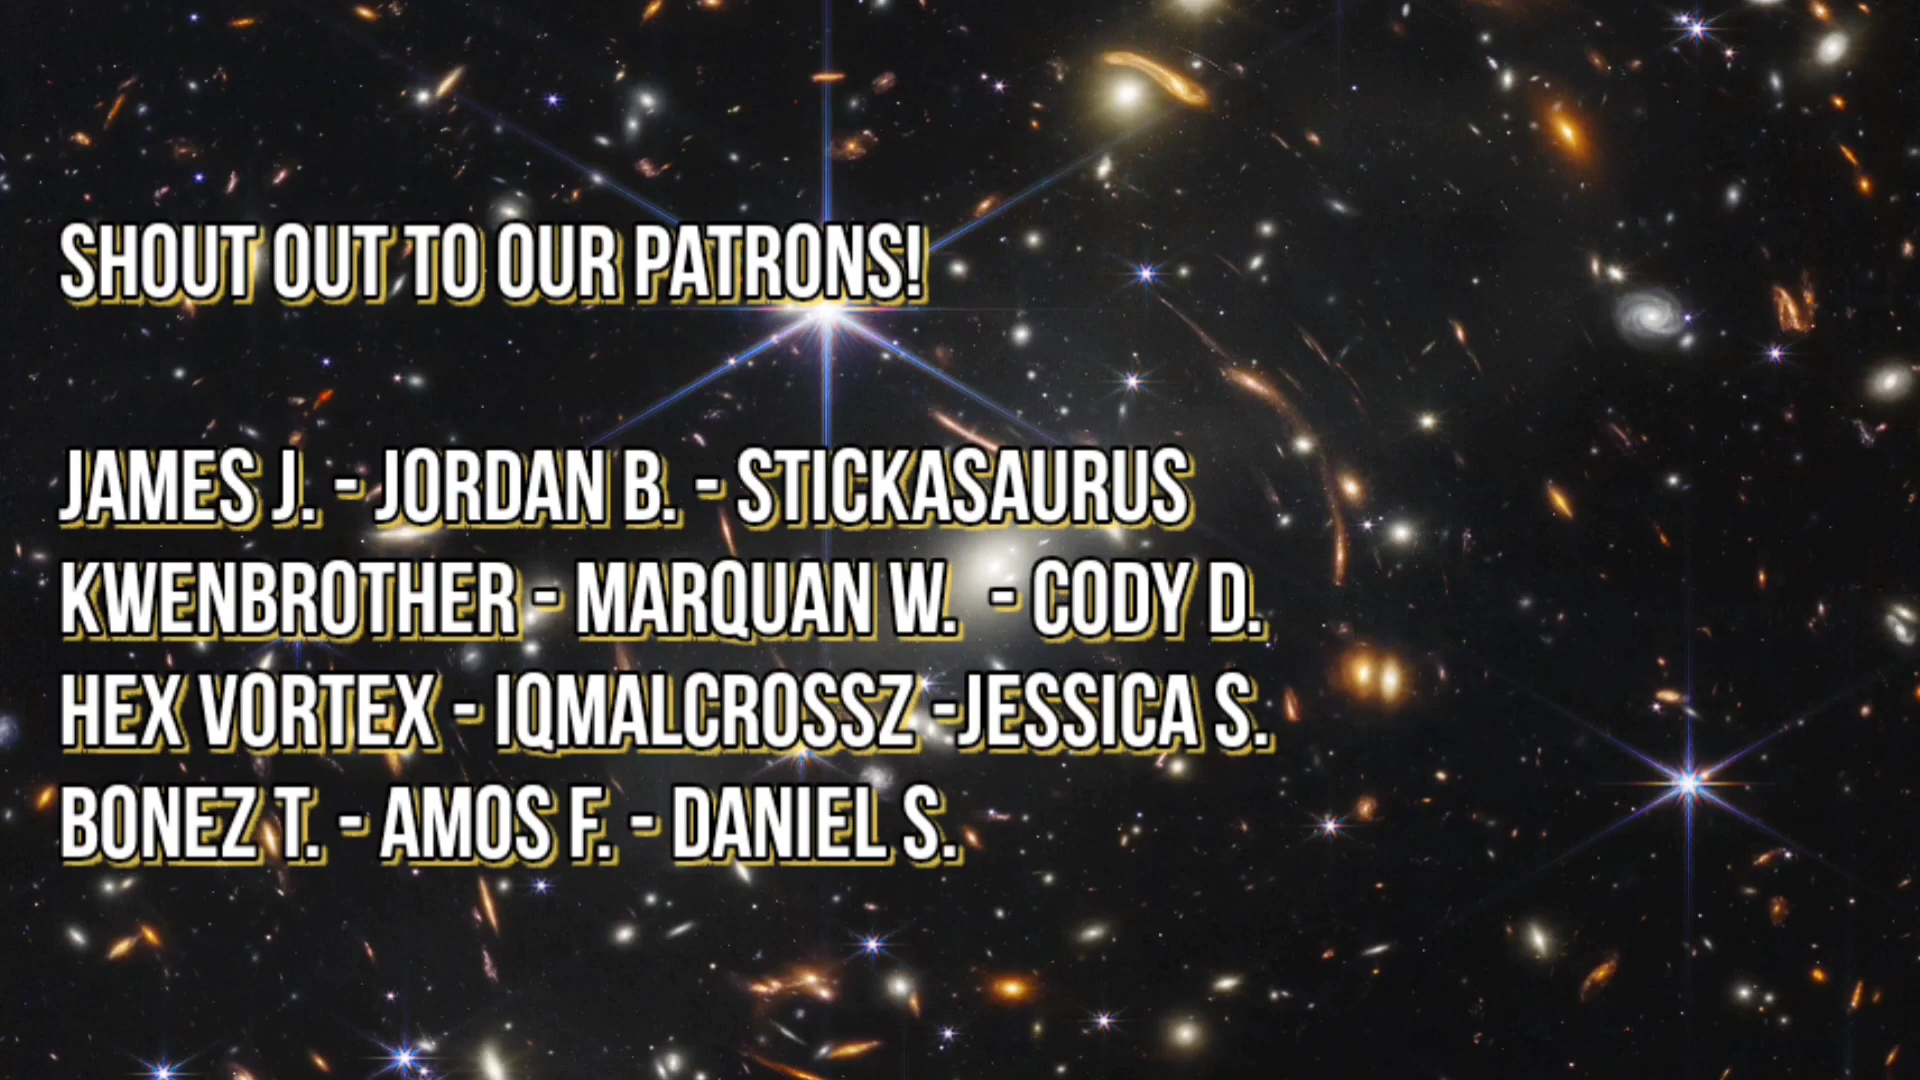 SHOUT OUT TO OUR PATRONS!
JAMES J. - JORDAN B. - STICKASAURUS
KWENBROTHER - MARQUAN W. - CODY D.
HEX VORTEX - IQMALCROSSZ -JESSICA S.
BONEZ T. - AMOS F. - DANIEL S.